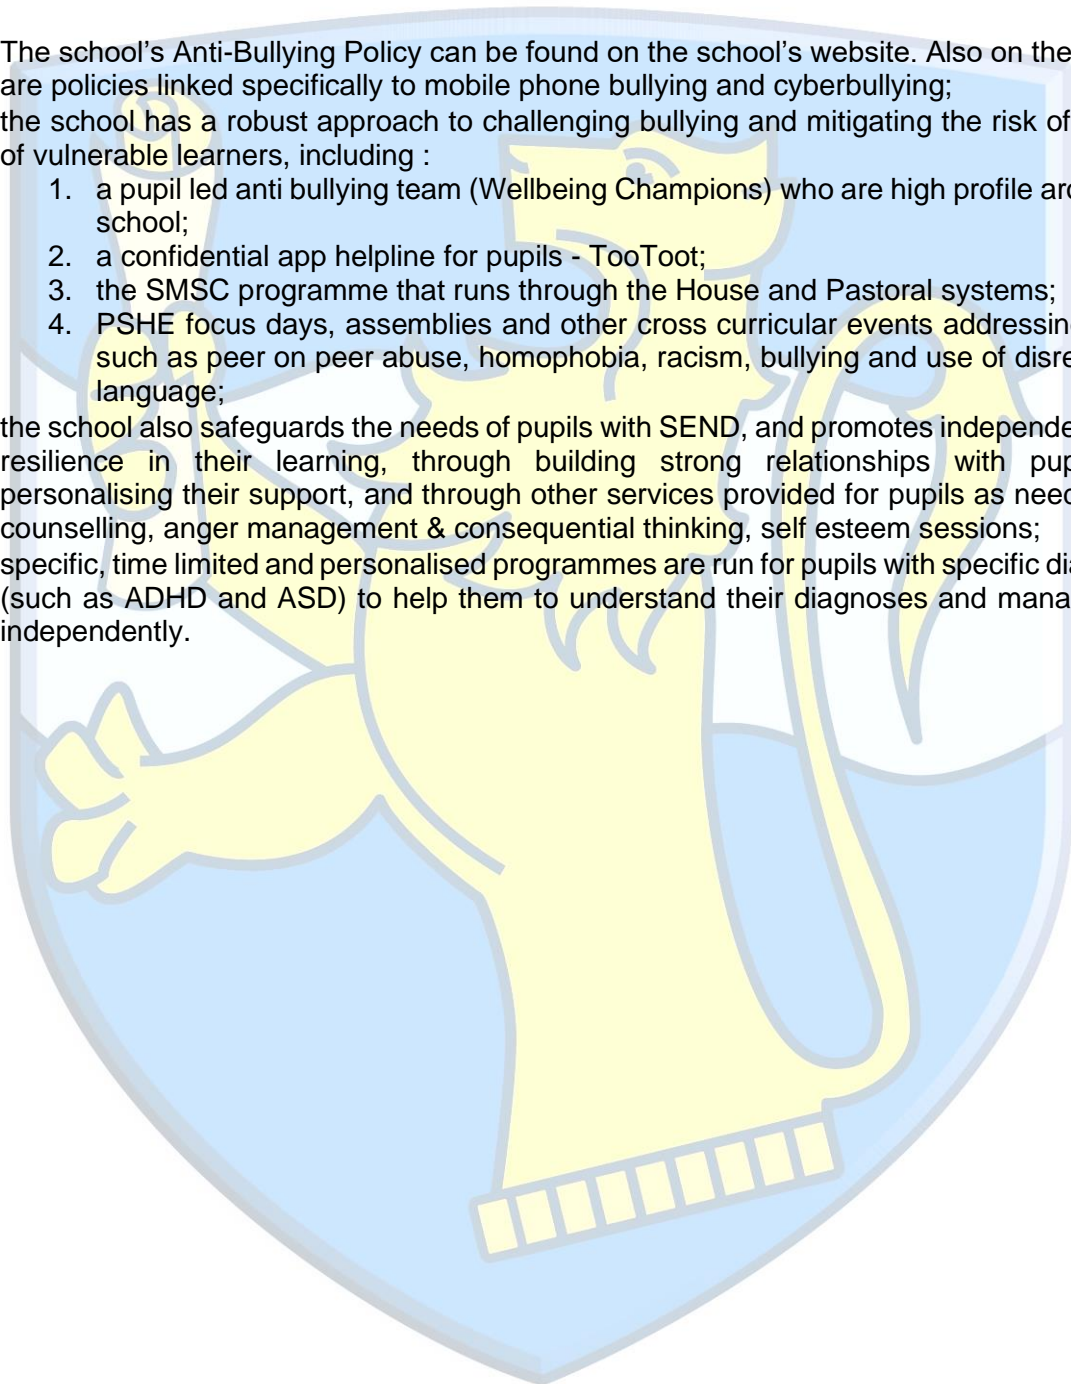 The school’s Anti-Bullying Policy can be found on the school’s website. Also on the
are policies linked specifically to mobile phone bullying and cyberbullying;
the school has a robust approach to challenging bullying and mitigating the risk of
of vulnerable learners, including :
1. a pupil led anti bullying team (Wellbeing Champions) who are high profile aro
school;
2. a confidential app helpline for pupils - TooToot;
3. the SMSC programme that runs through the House and Pastoral systems;
4. PSHE focus days, assemblies and other cross curricular events addressin
such as peer on peer abuse, homophobia, racism, bullying and use of disre
language;
the school also safeguards the needs of pupils with SEND, and promotes independe
resilience in their learning, through building strong relationships with pup
personalising their support, and through other services provided for pupils as need
counselling, anger management & consequential thinking, self esteem sessions;
specific, time limited and personalised programmes are run for pupils with specific dia
(such as ADHD and ASD) to help them to understand their diagnoses and mana
independently.